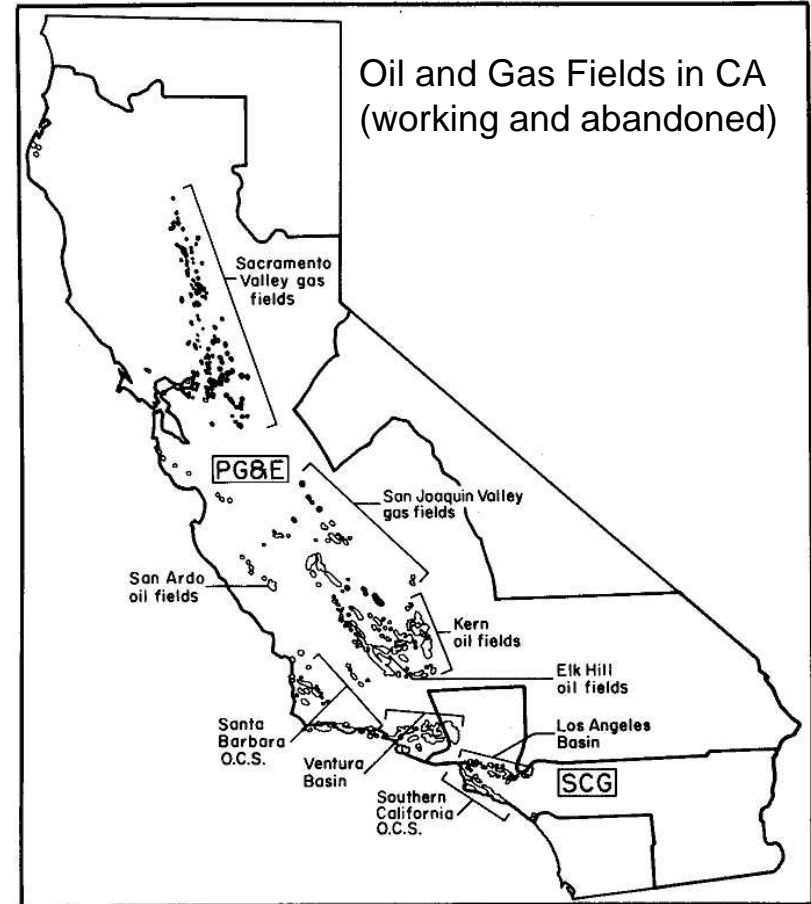 Oil and Gas Fields in CA
(working and abandoned)
Sacramento
Valley gas
fields
PG&E
San Joaquin Valley
gas fields
San Ardo
oil fields
Kern
oil fields
Elk Hill
oil fields
Santa
Barbara
O.C.S.
Ventura
Basin
Los Angeles
Basin
SCG
Southern
California
O.C.S.